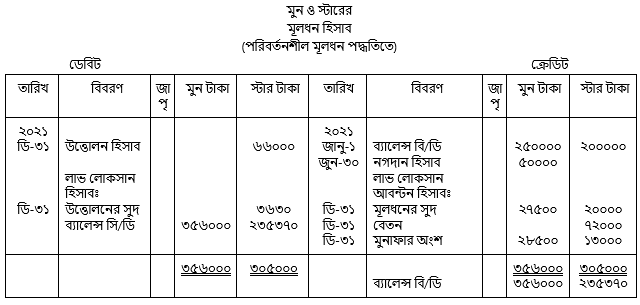 মুন ও স্টারের
মূলধন হিসাব
(পরিবর্তনশীল মূলধন পদ্ধতিতে)
ডেবিট ক্রেডিট
তারিখ বিবরণ জা পৃ মুন টাকা স্টার টাকা তারিখ বিবরণ জা পৃ মুন টাকা স্টার টাকা
২০২১ ২০২১
ডি-৩১ উত্তোলন হিসাব ৬৬০০০ জানু-১ ব্যালেন্স বি/ডি ২৫০০০০ ২০০০০০
জুন-৩০ নগদান হিসাব ৫০০০০
লাভ লোকসান লাভ লোকসান
হিসাবঃ আবন্টন হিসাবঃ
ডি-৩১ উত্তোলনের সুদ ৩৬৩০ ডি-৩১ মূলধনের সুদ ২৭৫০০ ২০০০০
ব্যালেন্স সি/ডি ৩৫৬০০০ ২৩৫৩৭০ ডি-৩১ বেতন ৭২০০০
ডি-৩১ মুনাফার অংশ ২৮৫০০ ১৩০০০
৩৫৬০০০ ৩০৫০০০ ৩৫৬০০০ ৩০৫০০০
ব্যালেন্স বি/ডি ৩৫৬০০০ ২৩৫৩৭০